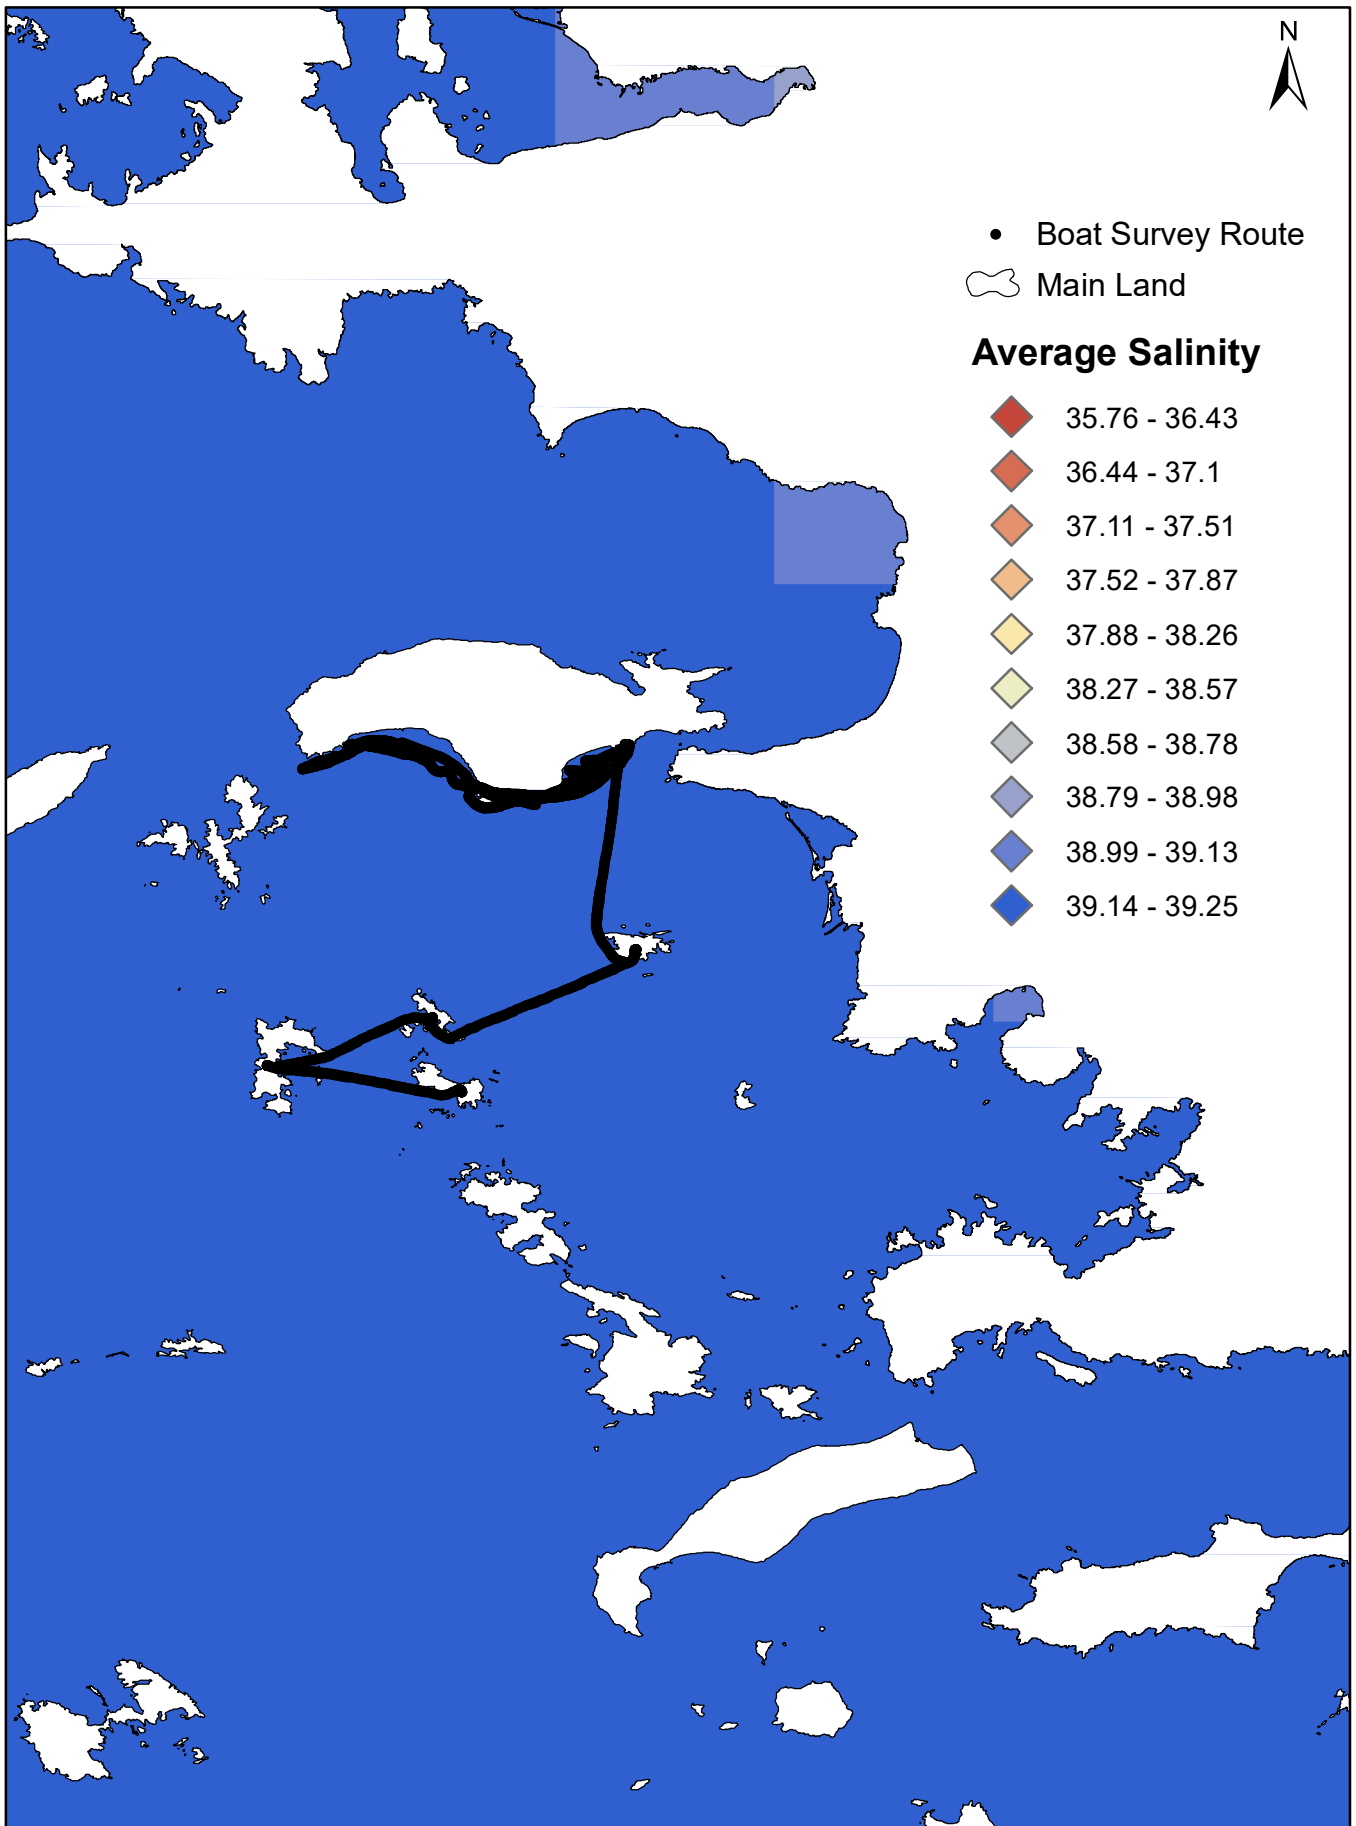 N
Boat Survey Route
Main Land
Average Salinity
35.76 - 36.43
36.44 - 37.1
37.11 - 37.51
37.52 - 37.87
37.88 - 38.26
38.27 - 38.57
38.58 - 38.78
38.79 - 38.98
38.99 - 39.13
39.14 - 39.25